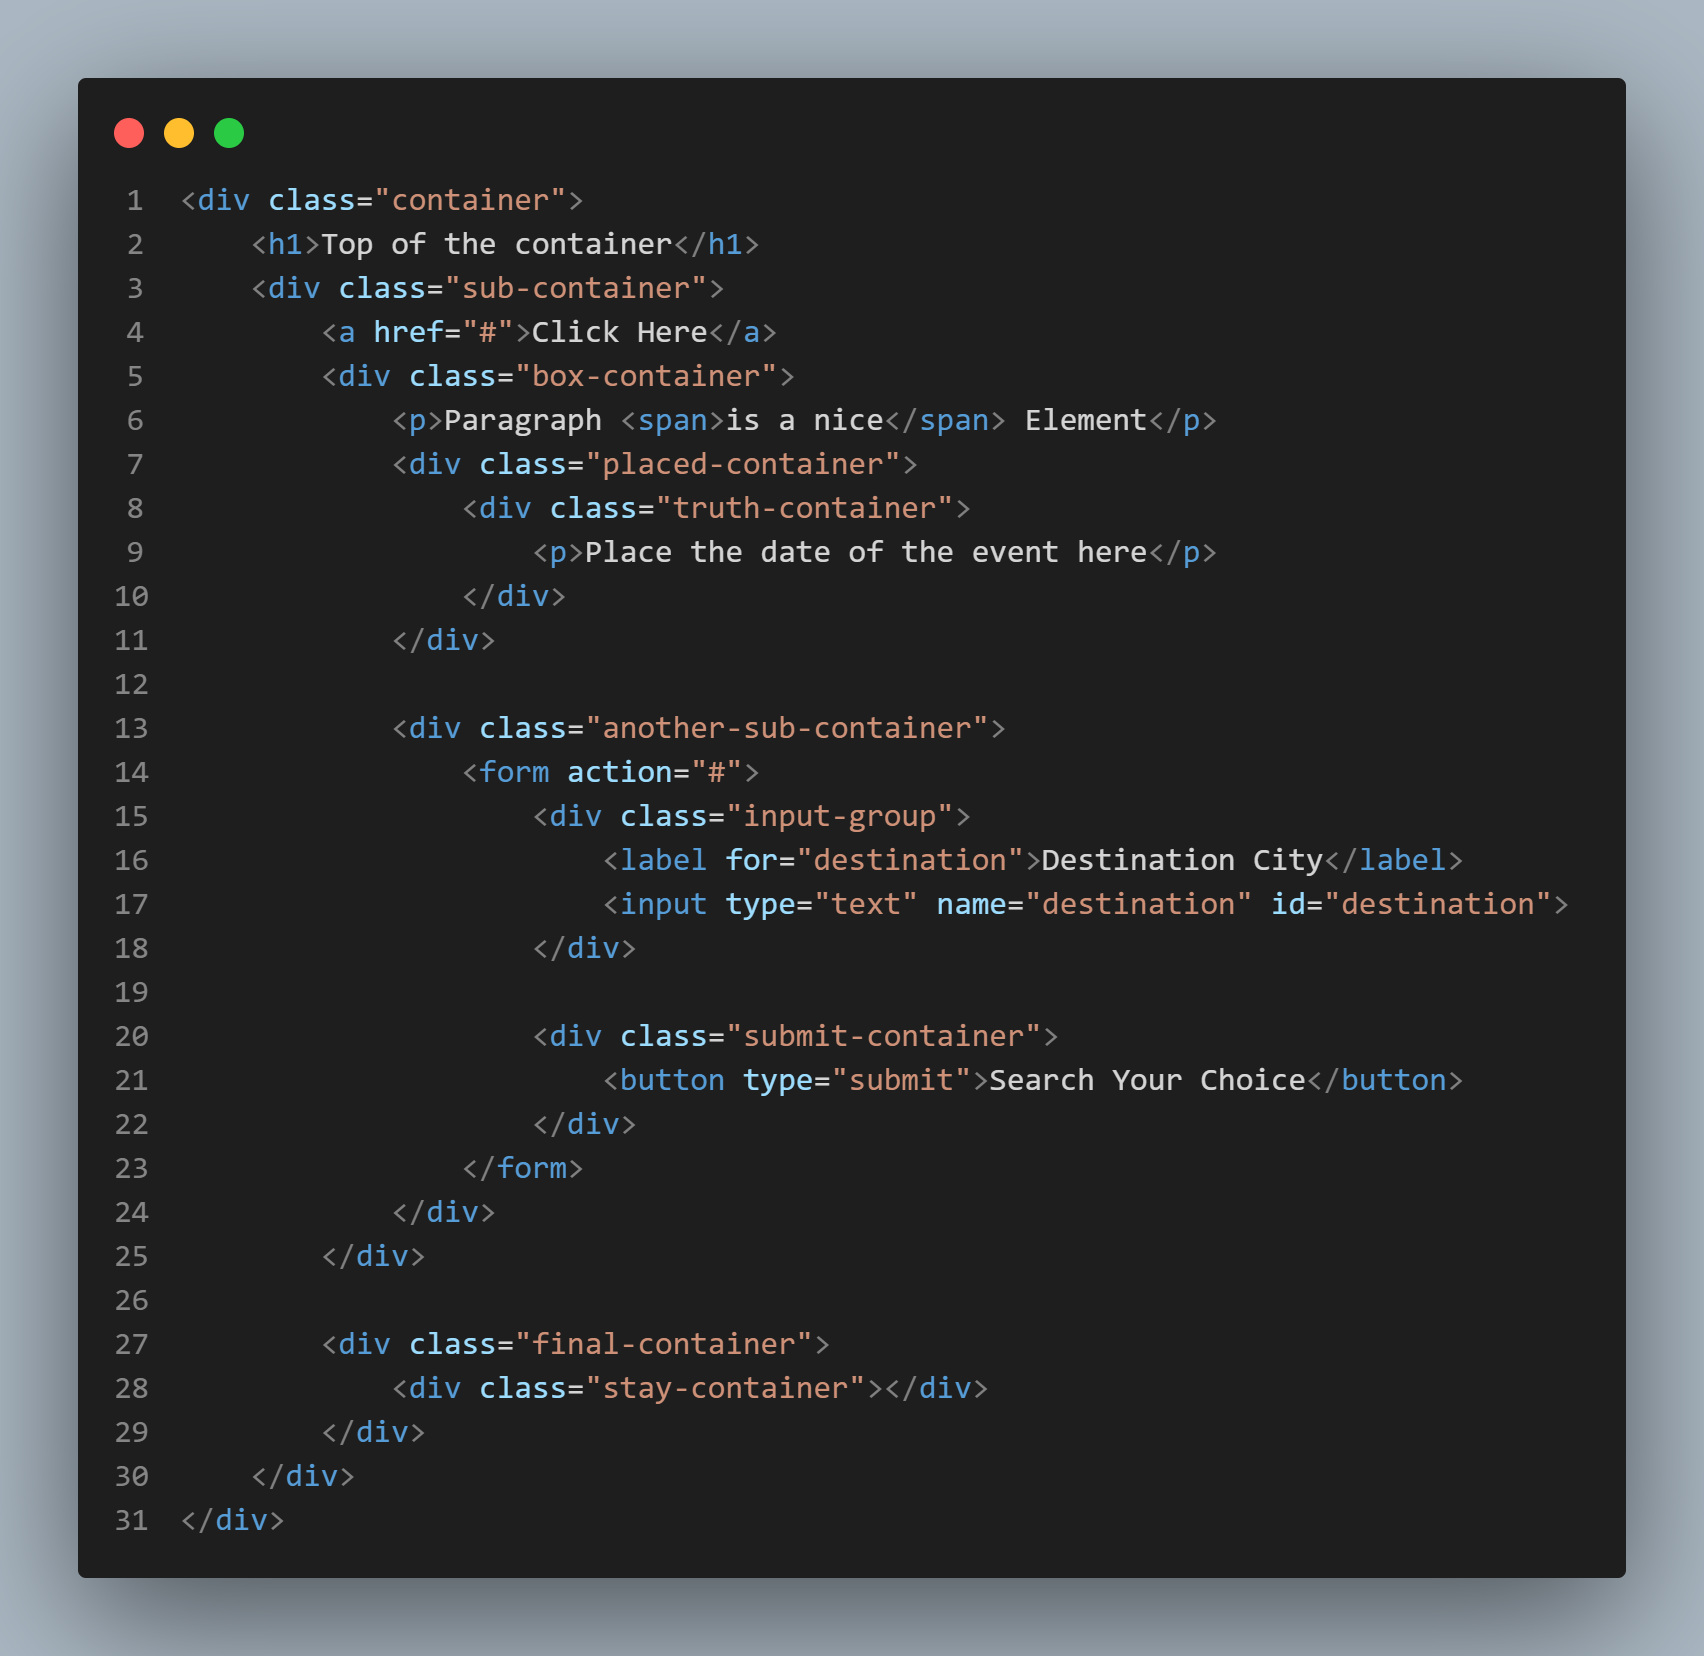 1 <div class="container">
2     <h1>Top of the container</h1>
3     <div class="sub-container">
4         <a href="#">Click Here</a>
5         <div class="box-container">
6             <p>Paragraph <span>is a nice</span> Element</p>
7             <div class="placed-container">
8                 <div class="truth-container">
9                     <p>Place the date of the event here</p>
10                 </div>
11             </div>
12
13             <div class="another-sub-container">
14                 <form action="#">
15                     <div class="input-group">
16                         <label for="destination">Destination City</label>
17                         <input type="text" name="destination" id="destination">
18                     </div>
19
20                     <div class="submit-container">
21                         <button type="submit">Search Your Choice</button>
22                     </div>
23                 </form>
24             </div>
25         </div>
26
27         <div class="final-container">
28             <div class="stay-container"></div>
29         </div>
30     </div>
31 </div>